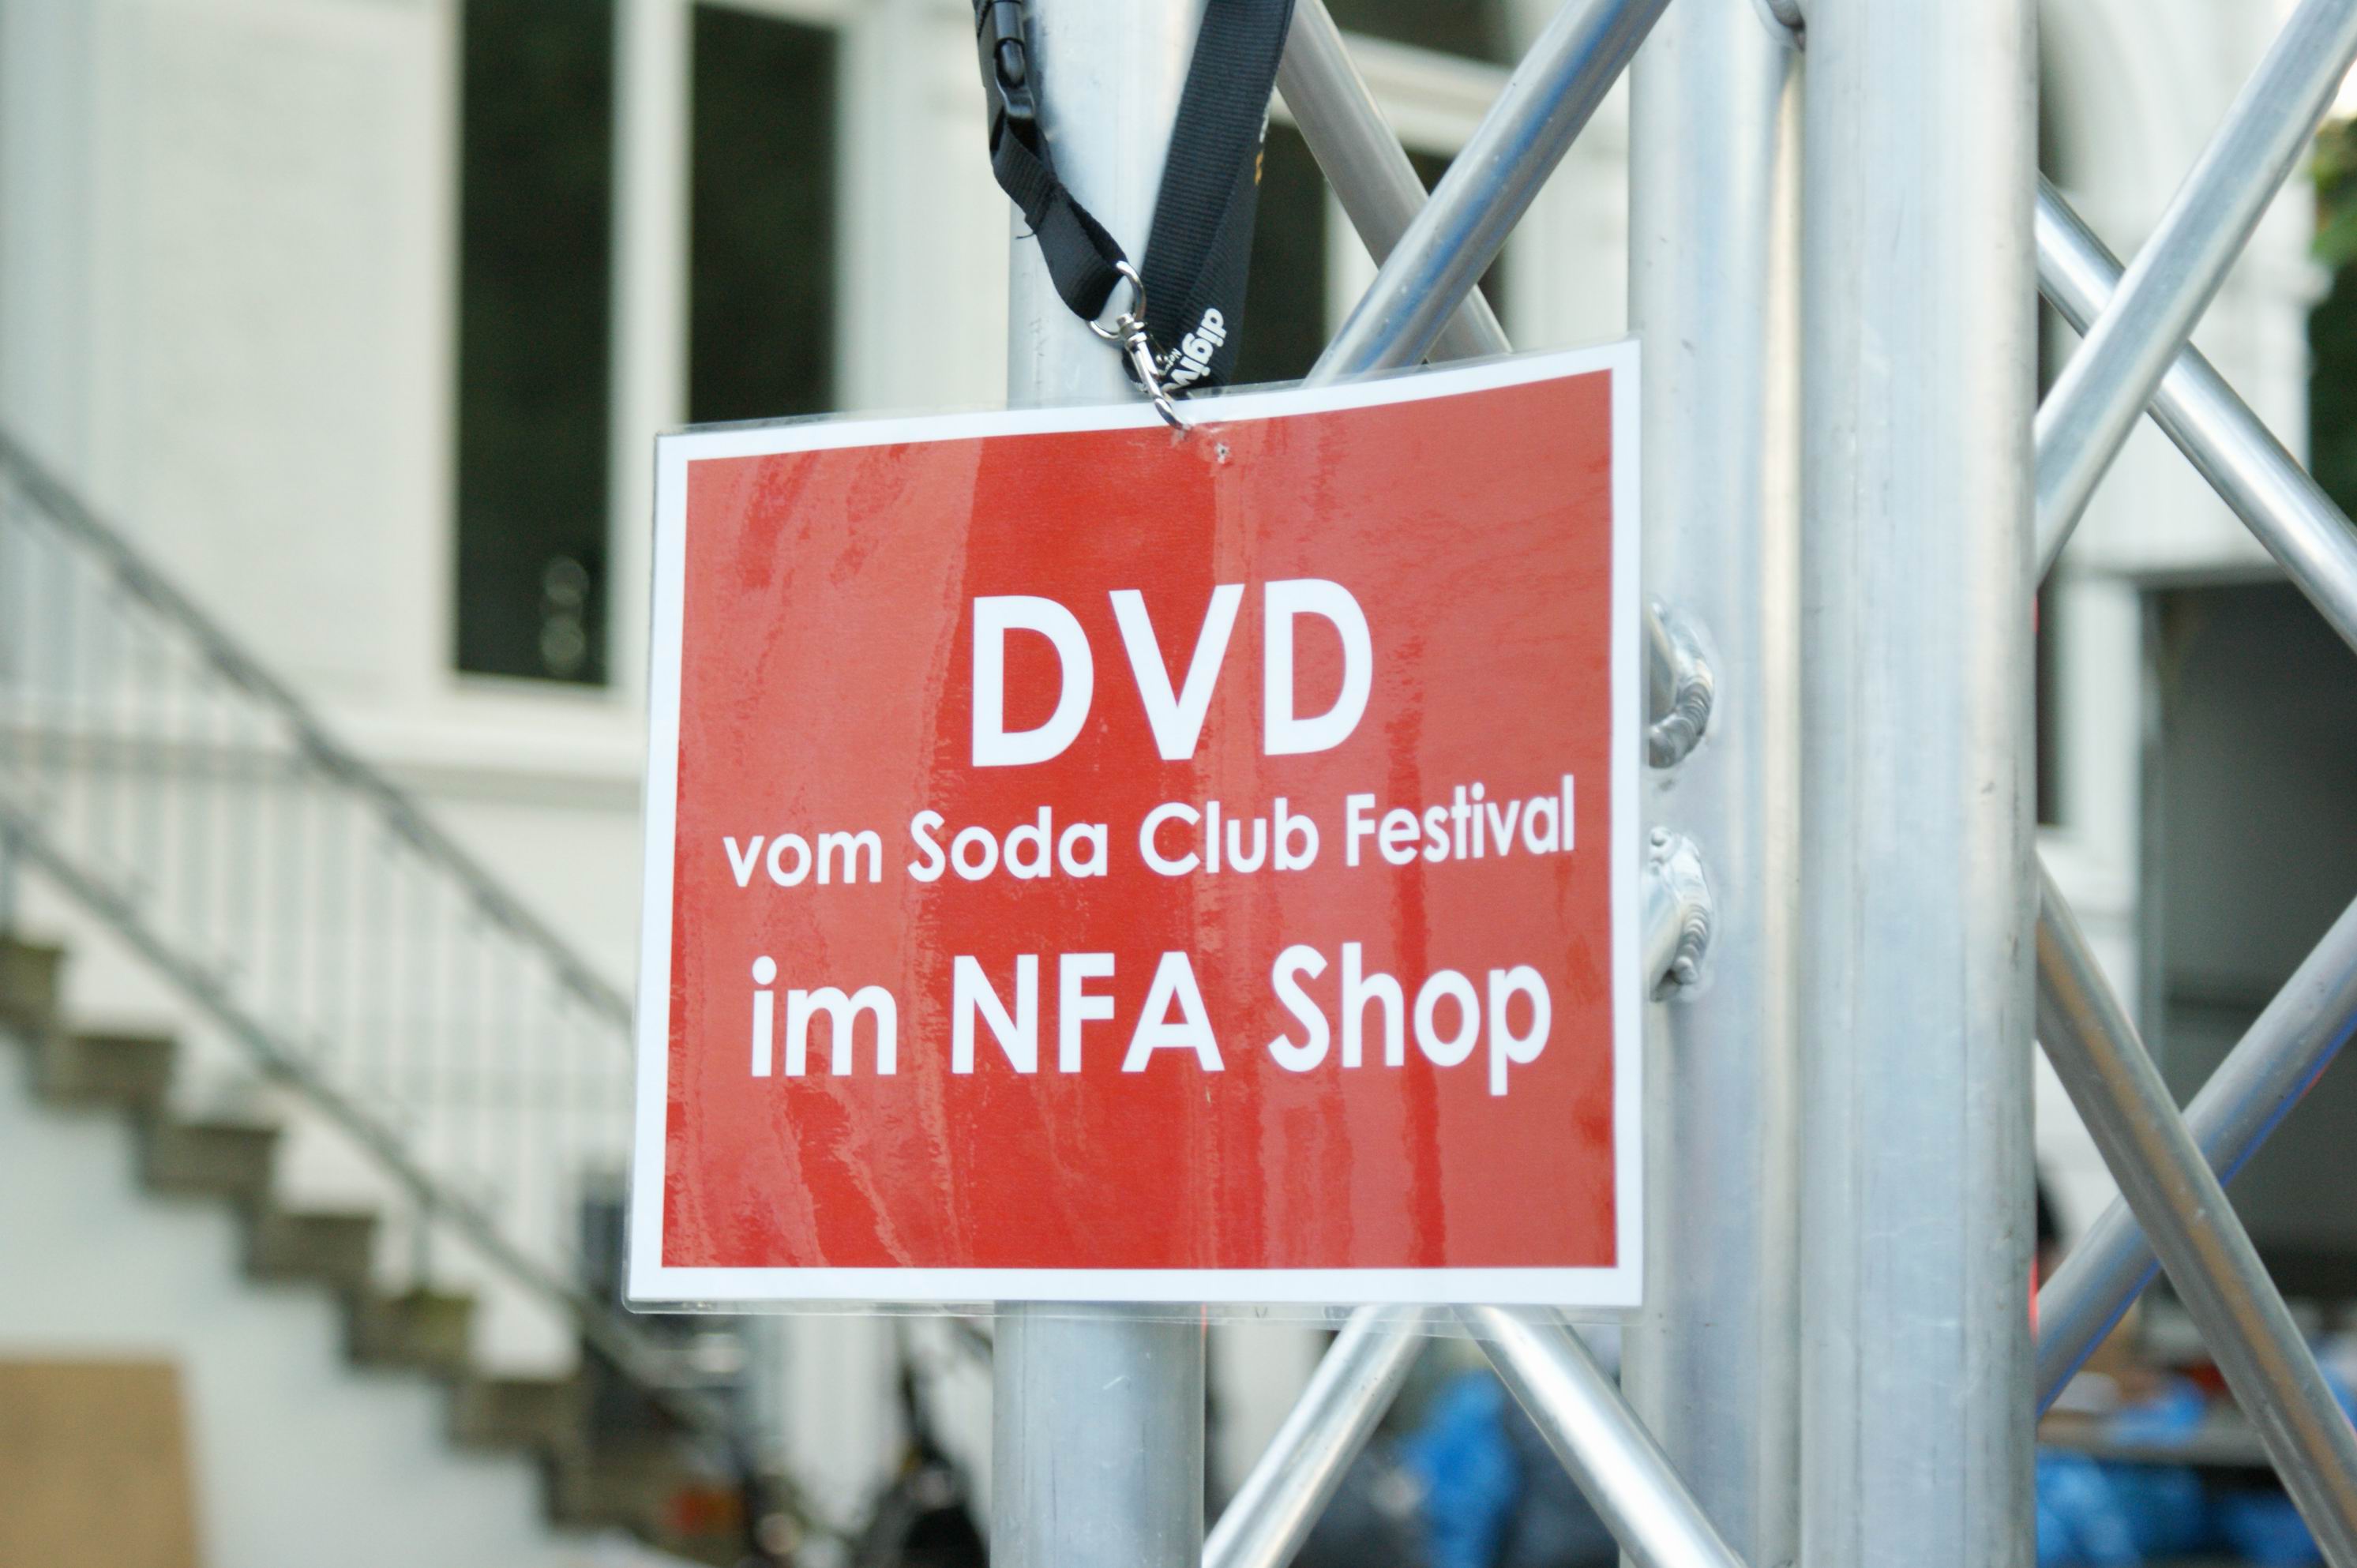 DVD
vom Soda Club Festival
im NFA Shop